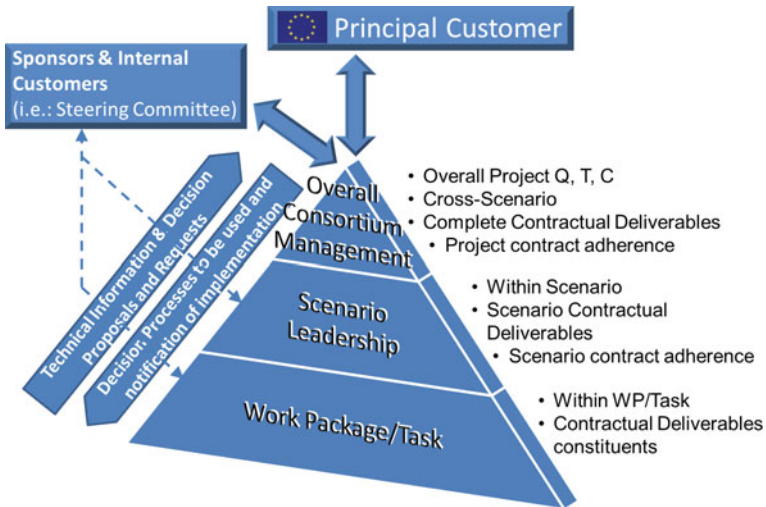 Principal Customer
Sponsors & Internal
Customers
(i.e.: Steering Committee)
Technical Information & Decision
Proposals and Requests
Decision, Processes to be used and
notification of implementation
Overall
Consortium
Management
• Overall Project Q, T, C
• Cross-Scenario
• Complete Contractual Deliverables
• Project contract adherence
Scenario
Leadership
• Within Scenario
• Scenario Contractual
Deliverables
• Scenario contract adherence
Work Package/Task
• Within WP/Task
• Contractual Deliverables
constituents